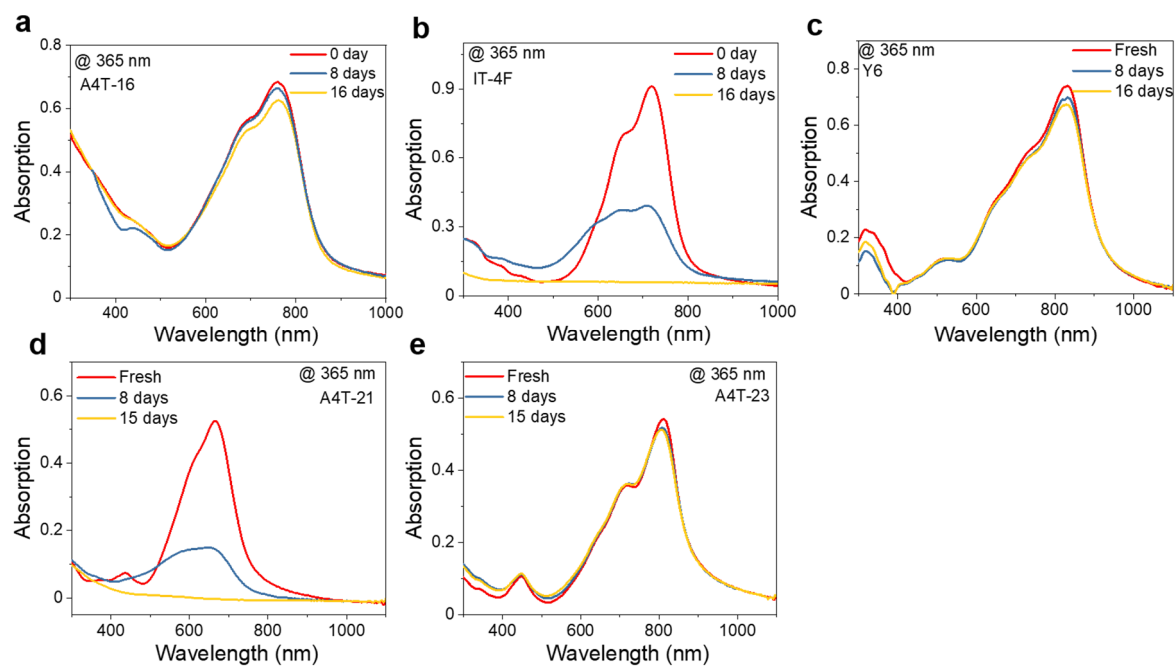 a
@ 365 nm
A4T-16
0 day
8 days
16 days
Absorption
0.8
0.6
0.4
0.2
0.0
400 600 800 1000
Wavelength (nm)
b
@ 365 nm
IT-4F
0 day
8 days
16 days
Absorption
0.9
0.6
0.3
0.0
400 600 800 1000
Wavelength (nm)
c
@ 365 nm
Y6
Fresh
8 days
16 days
Absorption
0.8
0.6
0.4
0.2
0
400 600 800 1000
Wavelength (nm)
d
Fresh
8 days
15 days
@ 365 nm
A4T-21
Absorption
0.6
0.4
0.2
0
400 600 800 1000
Wavelength (nm)
e
Fresh
8 days
15 days
@ 365 nm
A4T-23
Absorption
0.6
0.4
0.2
0
400 600 800 1000
Wavelength (nm)